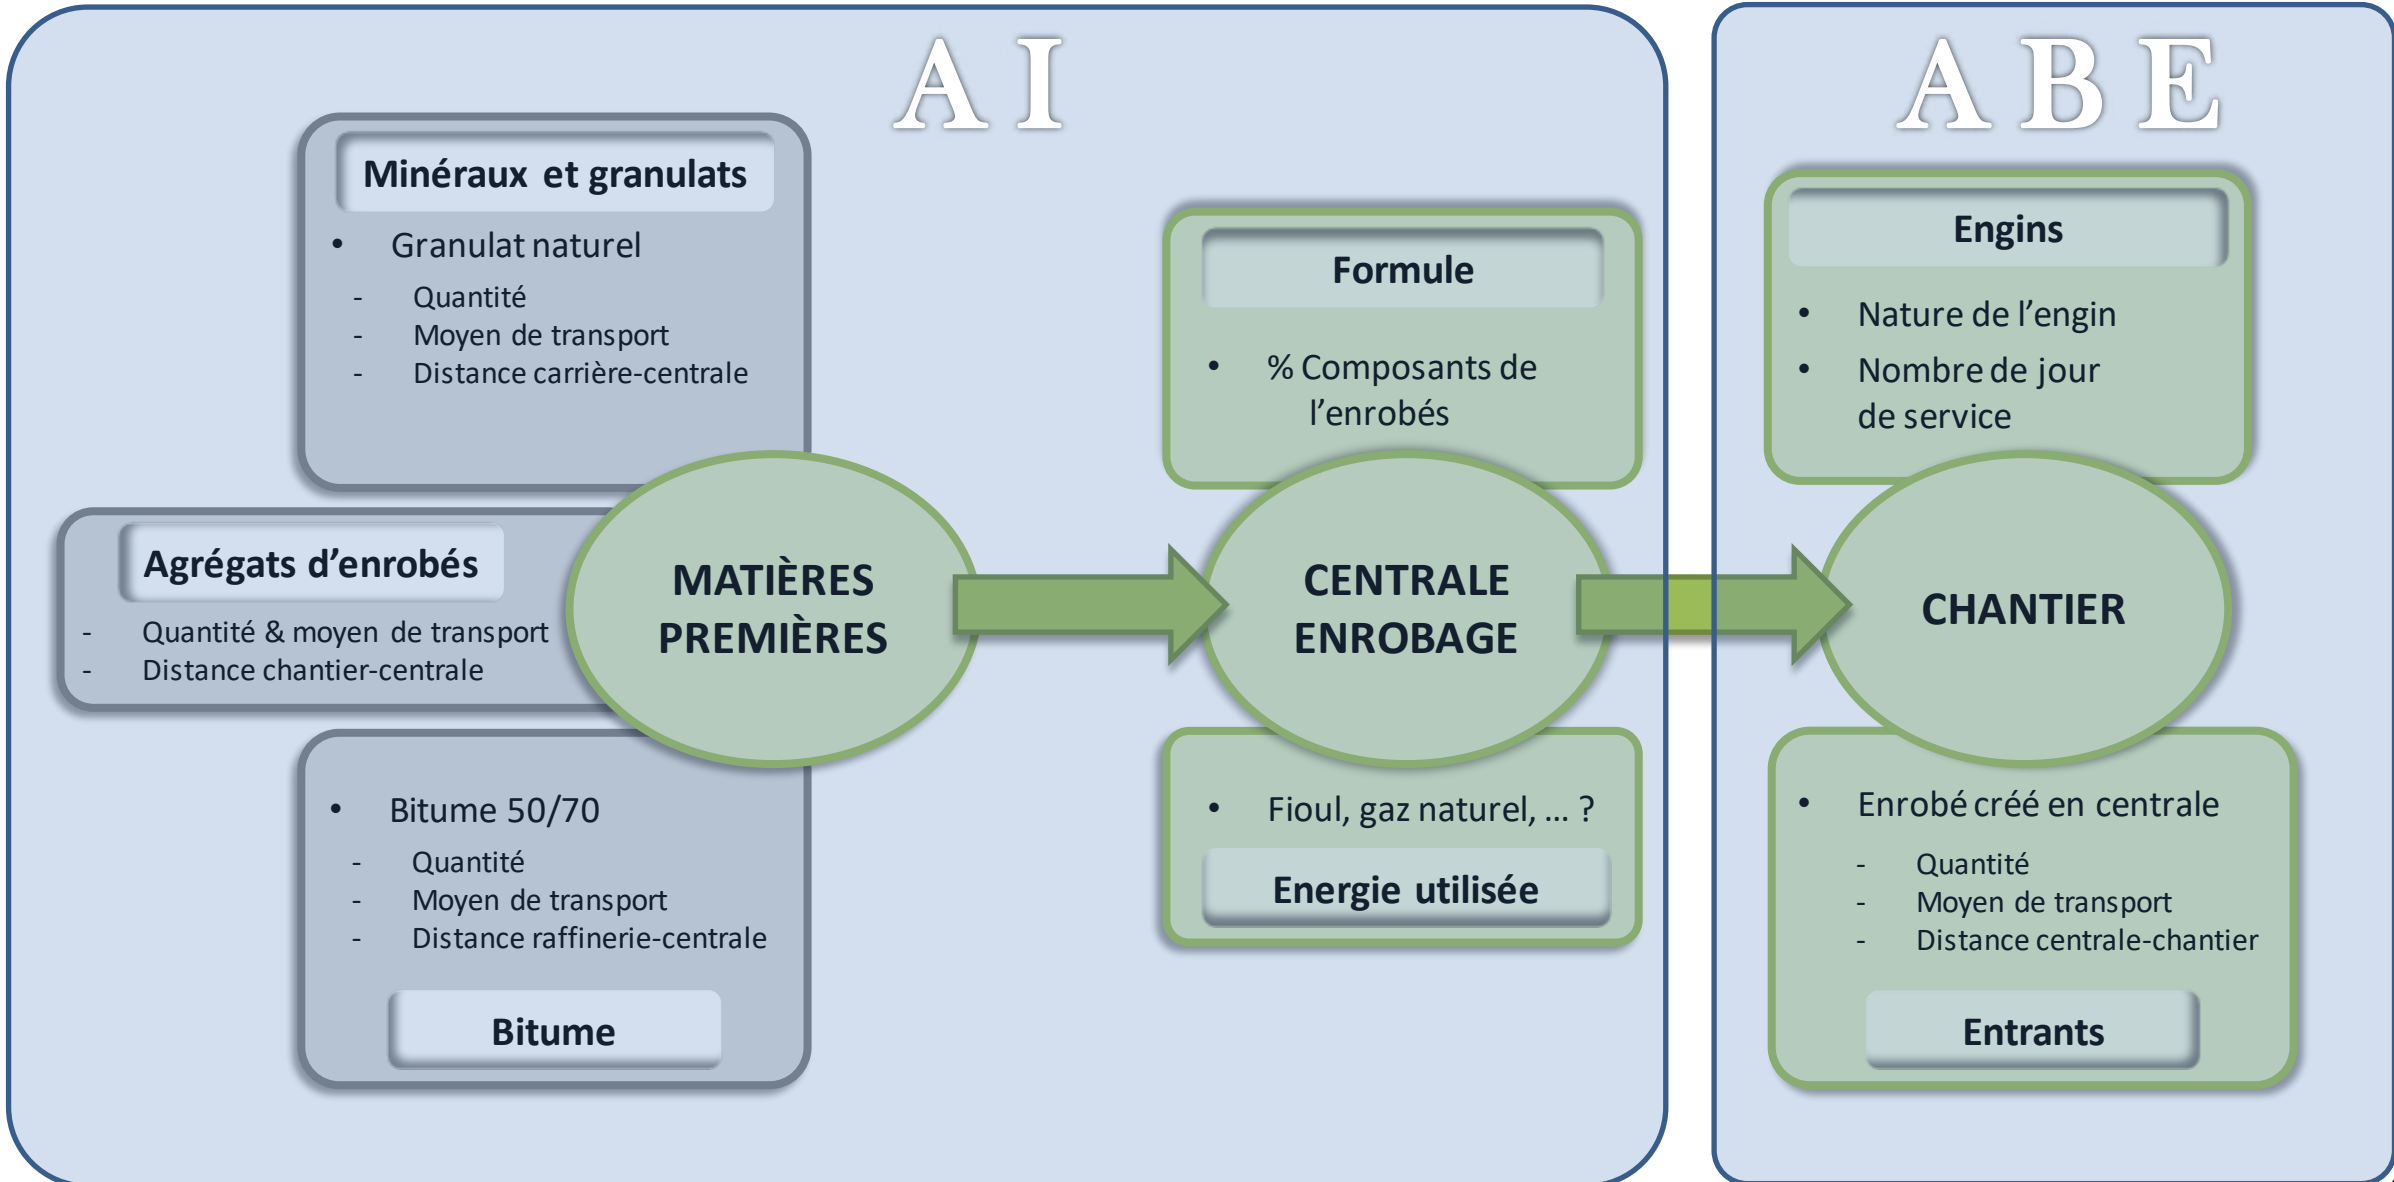 A I
Minéraux et granulats
• Granulat naturel
- Quantité
- Moyen de transport
- Distance carrière-centrale
Agrégats d’enrobés
- Quantité & moyen de transport
- Distance chantier-centrale
MATIÈRES
PREMIÈRES
• Bitume 50/70
- Quantité
- Moyen de transport
- Distance raffinerie-centrale
Bitume
Formule
• % Composants de
l’enrobés
CENTRALE
ENROBAGE
• Fioul, gaz naturel, … ?
Energie utilisée
A B E
Engins
• Nature de l’engin
• Nombre de jour
de service
CHANTIER
• Enrobé créé en centrale
- Quantité
- Moyen de transport
- Distance centrale-chantier
Entrants